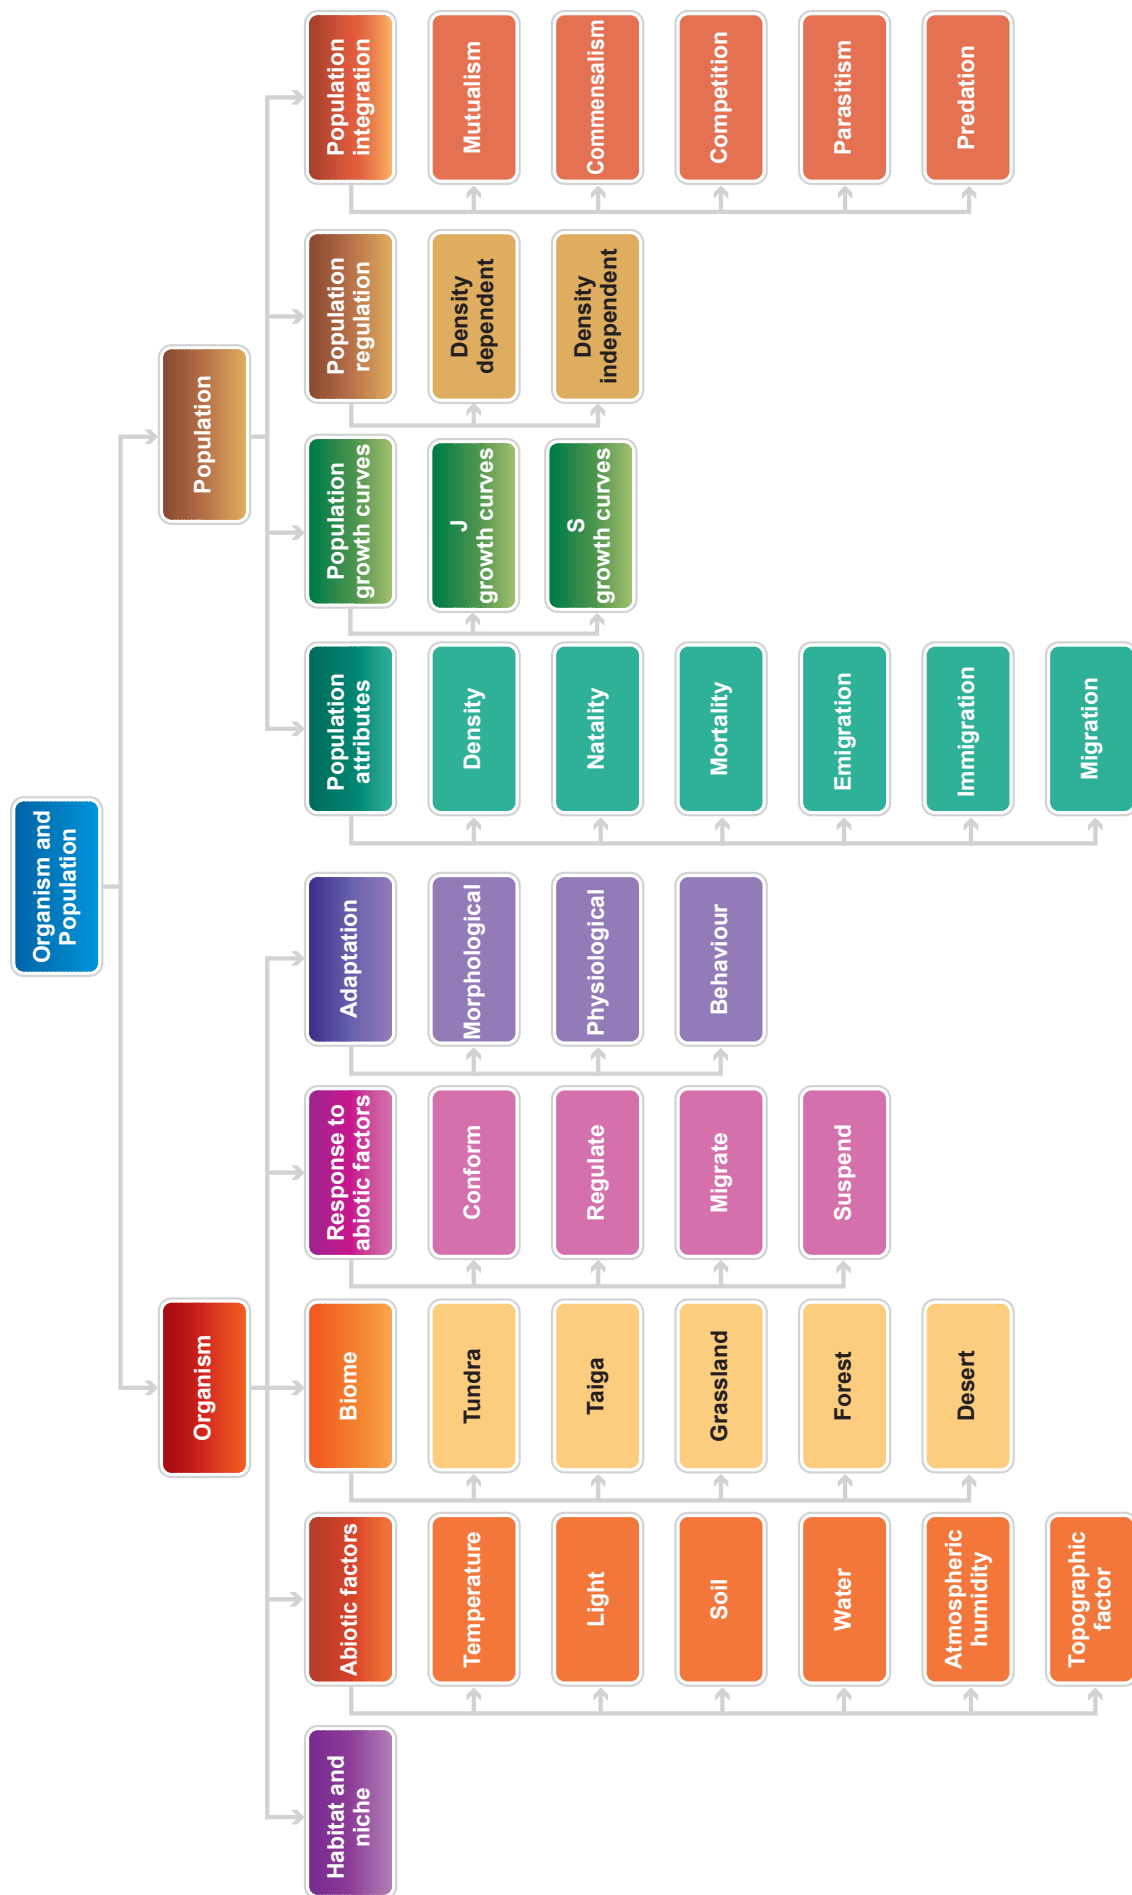 Organism and
Population
Organism
Population
Habitat and
niche
Abiotic factors
Temperature
Light
Soil
Water
Atmospheric
humidity
Topographic
factor
Biome
Tundra
Taiga
Grassland
Forest
Desert
Response to
abiotic factors
Conform
Regulate
Migrate
Suspend
Adaptation
Morphological
Physiological
Behaviour
Population
attributes
Density
Natality
Mortality
Emigration
Immigration
Migration
Population
growth curves
J
growth curves
S
growth curves
Population
regulation
Density
dependent
Density
independent
Population
integration
Mutualism
Commensalism
Competition
Parasitism
Predation